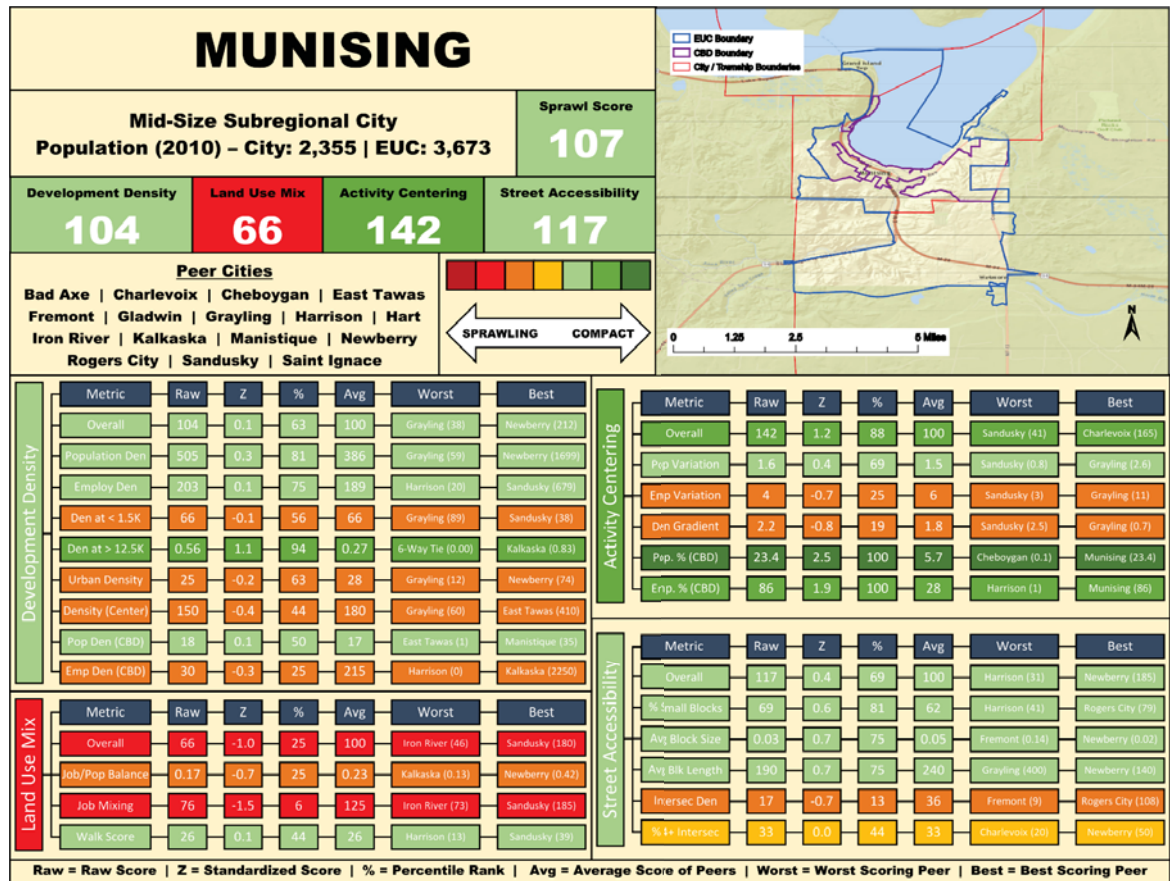 MUNISING
Mid-Size Subregional City
Population (2010) – City: 2,355 | EUC: 3,673
Sprawl Score
107
Development Density
104
Land Use Mix
66
Activity Centering
142
Street Accessibility
117
Peer Cities
Bad Axe | Charlevoix | Cheboygan | East Tawas
Fremont | Gladwin | Grayling | Harrison | Hart
Iron River | Kalkaska | Manistique | Newberry
Rogers City | Sandusky | Saint Ignace
SPRAWLING COMPACT
EUC Boundary
CBD Boundary
City / Township Boundaries
Grand Island
0 1.25 2.5 5 Miles
N
Development Density
Metric Raw Z % Avg Worst Best
Overall 104 0.1 63 100 Grayling (38) Newberry (212)
Population Den 505 0.3 81 386 Grayling (59) Newberry (1699)
Employ Den 203 0.1 75 189 Harrison (20) Sandusky (679)
Den at < 1.5K 66 -0.1 56 66 Grayling (89) Sandusky (38)
Den at > 12.5K 0.56 1.1 94 0.27 6-Way Tie (0.00) Kalkaska (0.83)
Urban Density 25 -0.2 63 28 Grayling (12) Newberry (74)
Density (Center) 150 -0.4 44 180 Grayling (60) East Tawas (410)
Pop Den (CBD) 18 0.1 50 17 East Tawas (1) Manistique (35)
Emp Den (CBD) 30 -0.3 25 215 Harrison (0) Kalkaska (2250)
Land Use Mix
Metric Raw Z % Avg Worst Best
Overall 66 -1.0 25 100 Iron River (46) Sandusky (180)
Job/Pop Balance 0.17 -0.7 25 0.23 Kalkaska (0.13) Newberry (0.42)
Job Mixing 76 -1.5 6 125 Iron River (73) Sandusky (185)
Walk Score 26 0.1 44 26 Harrison (13) Sandusky (39)
Activity Centering
Metric Raw Z % Avg Worst Best
Overall 142 1.2 88 100 Sandusky (41) Charlevoix (165)
Pop Variation 1.6 0.4 69 1.5 Sandusky (0.8) Grayling (2.6)
Emp Variation 4 -0.7 25 6 Sandusky (3) Grayling (11)
Den Gradient 2.2 -0.8 19 1.8 Sandusky (2.5) Grayling (0.7)
Pop. % (CBD) 23.4 2.5 100 5.7 Cheboygan (0.1) Munising (23.4)
Emp. % (CBD) 86 1.9 100 28 Harrison (1) Munising (86)
Street Accessibility
Metric Raw Z % Avg Worst Best
Overall 117 0.4 69 100 Harrison (31) Newberry (185)
% Small Blocks 69 0.6 81 62 Harrison (41) Rogers City (79)
Avg Block Size 0.03 0.7 75 0.05 Fremont (0.14) Newberry (0.02)
Avg Blk Length 190 0.7 75 240 Grayling (400) Newberry (140)
Intersec Den 17 -0.7 13 36 Fremont (9) Rogers City (108)
% 4+ Intersec 33 0.0 44 33 Charlevoix (20) Newberry (50)
Raw = Raw Score | Z = Standardized Score | % = Percentile Rank | Avg = Average Score of Peers | Worst = Worst Scoring Peer | Best = Best Scoring Peer